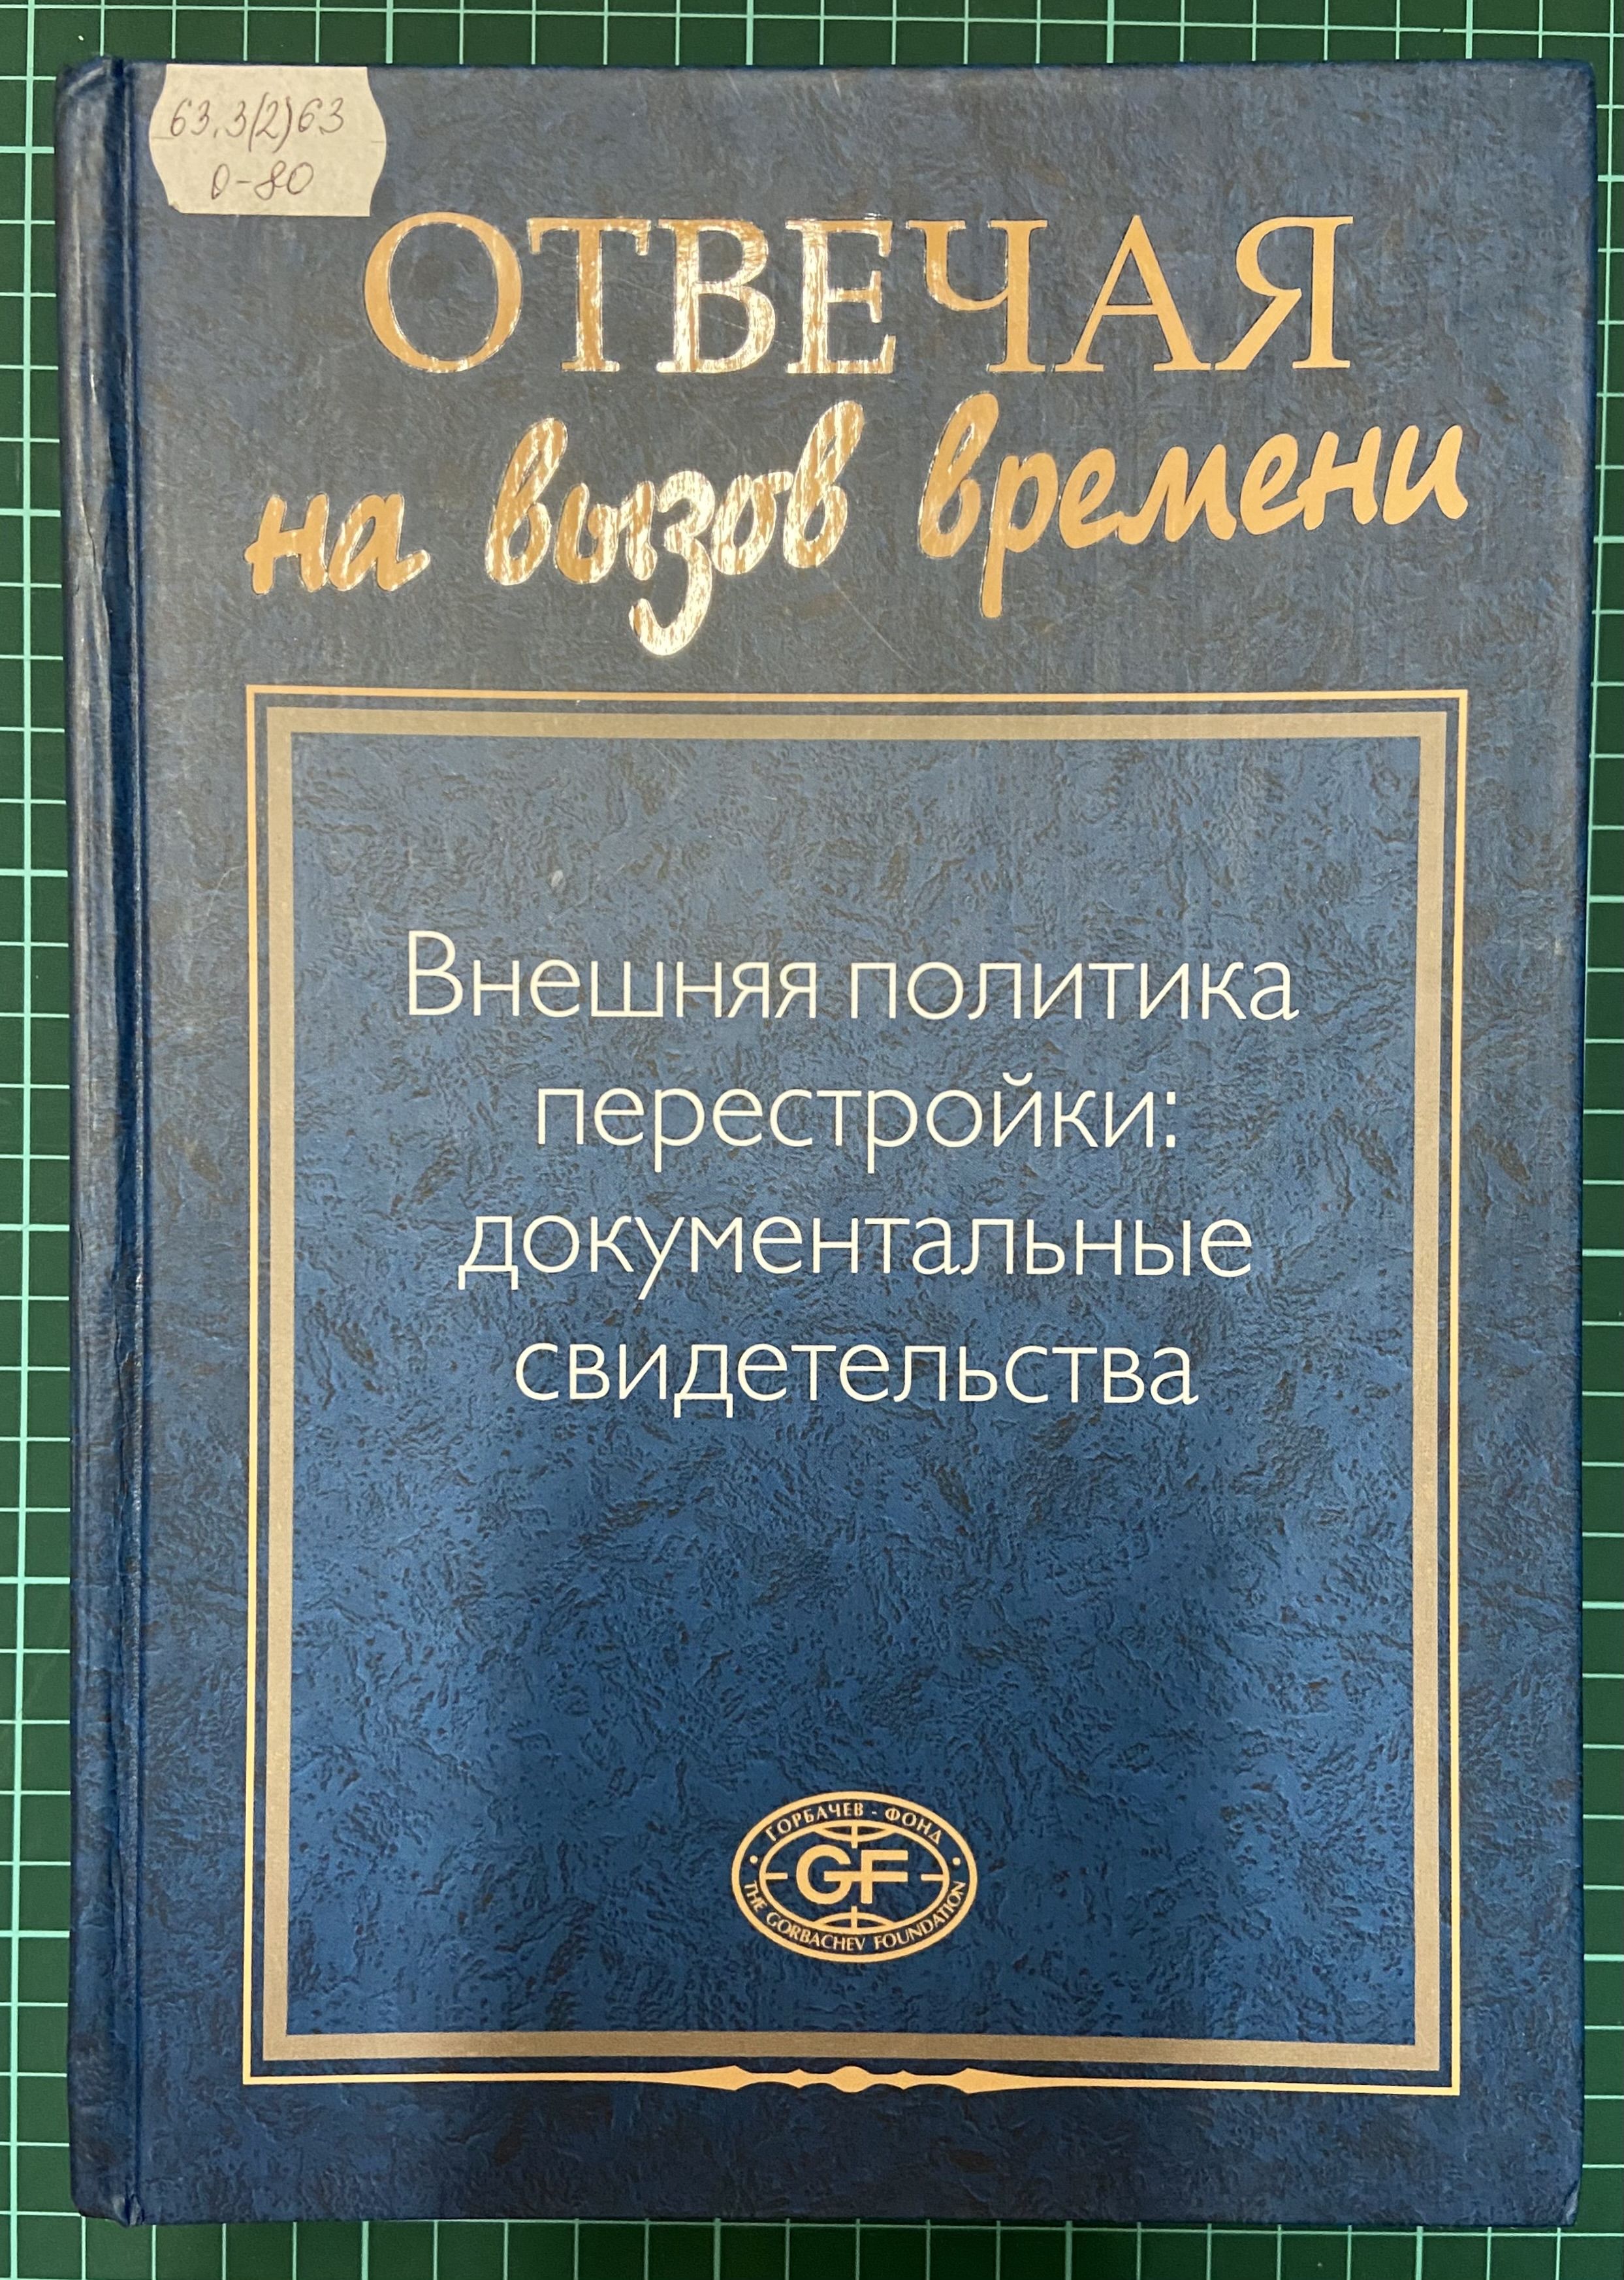 63.3(2)63
О-80
ОТВЕЧАЯ
на вызов времени
Внешняя политика
перестройки:
документальные
свидетельства
ГОРБАЧЕВ - ФОНД
GF
THE GORBACHEV FOUNDATION